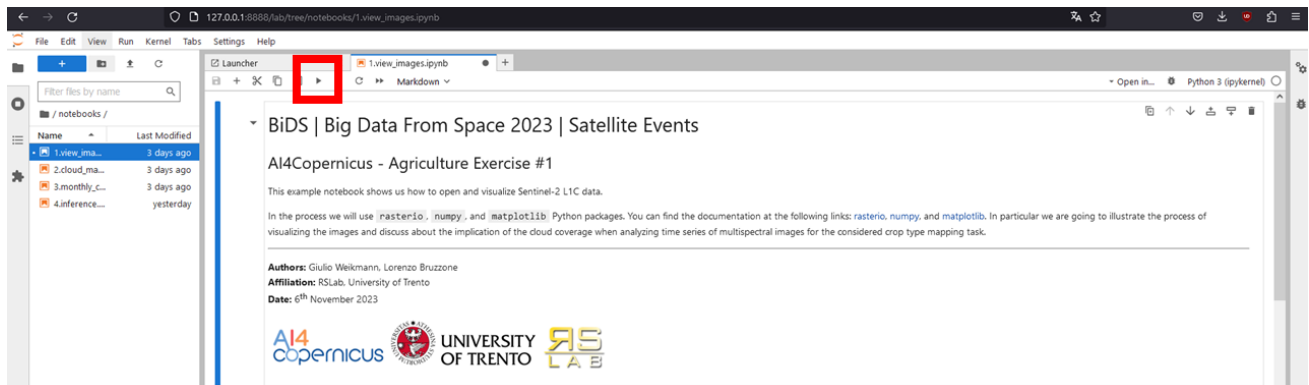 127.0.0.1:8888/lab/tree/notebooks/1.view_images.ipynb
File Edit View Run Kernel Tabs Settings Help
Launcher
1.view_images.ipynb
Markdown
Open in...
Python 3 (ipykernel)
Filter files by name
/ notebooks /
Name
Last Modified
1.view_ima... 3 days ago
2.cloud_ma... 3 days ago
3.monthly_c... 3 days ago
4.inference.... yesterday
BiDS | Big Data From Space 2023 | Satellite Events
AI4Copernicus - Agriculture Exercise #1
This example notebook shows us how to open and visualize Sentinel-2 L1C data.
In the process we will use rasterio, numpy, and matplotlib Python packages. You can find the documentation at the following links: rasterio, numpy, and matplotlib. In particular we are going to illustrate the process of
visualizing the images and discuss about the implication of the cloud coverage when analyzing time series of multispectral images for the considered crop type mapping task.
Authors: Giulio Weikmann, Lorenzo Bruzzone
Affiliation: RSLab, University of Trento
Date: 6th November 2023
AI4
COPERNICUS
UNIVERSITY
OF TRENTO
RS
LAB